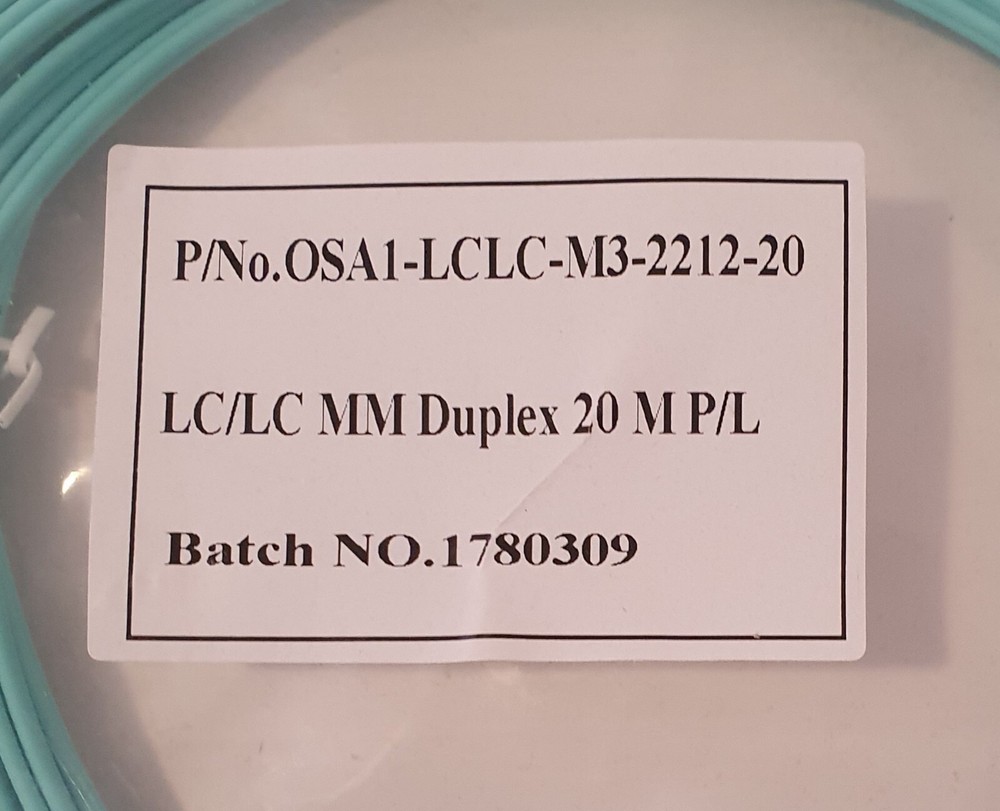 P/No.OSA1-LCLC-M3-2212-20
LC/LC MM Duplex 20 M P/L
Batch NO.1780309